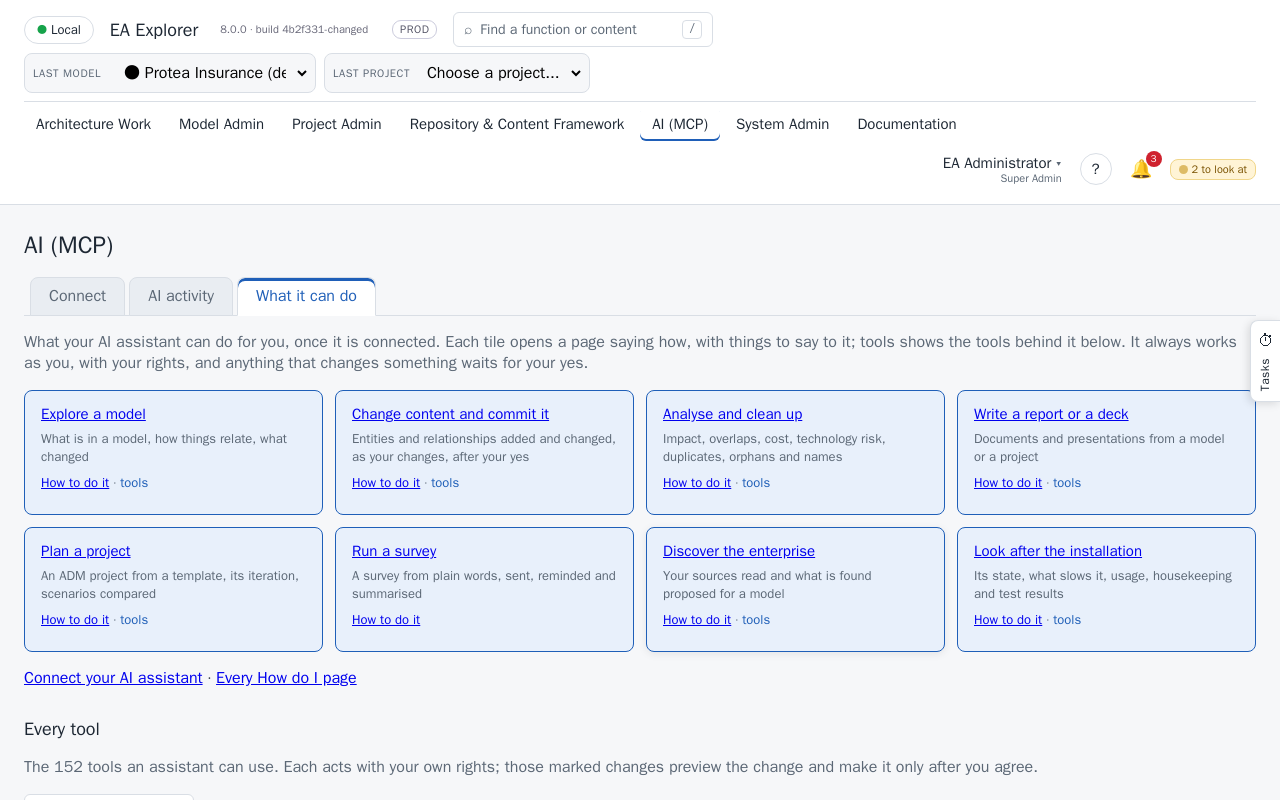 Local
EA Explorer
8.0.0 · build 4b2f331-changed
PROD
Find a function or content
/
LAST MODEL
Protea Insurance (de
LAST PROJECT
Choose a project...
Architecture Work
Model Admin
Project Admin
Repository & Content Framework
AI (MCP)
System Admin
Documentation
EA Administrator
Super Admin
?
3
2 to look at
AI (MCP)
Connect
AI activity
What it can do
Tasks
What your AI assistant can do for you, once it is connected. Each tile opens a page saying how, with things to say to it; tools shows the tools behind it below. It always works
as you, with your rights, and anything that changes something waits for your yes.
Explore a model
What is in a model, how things relate, what
changed
How to do it · tools
Change content and commit it
Entities and relationships added and changed,
as your changes, after your yes
How to do it · tools
Analyse and clean up
Impact, overlaps, cost, technology risk,
duplicates, orphans and names
How to do it · tools
Write a report or a deck
Documents and presentations from a model
or a project
How to do it · tools
Plan a project
An ADM project from a template, its iteration,
scenarios compared
How to do it · tools
Run a survey
A survey from plain words, sent, reminded and
summarised
How to do it
Discover the enterprise
Your sources read and what is found
proposed for a model
How to do it · tools
Look after the installation
Its state, what slows it, usage, housekeeping
and test results
How to do it · tools
Connect your AI assistant · Every How do I page
Every tool
The 152 tools an assistant can use. Each acts with your own rights; those marked changes preview the change and make it only after you agree.